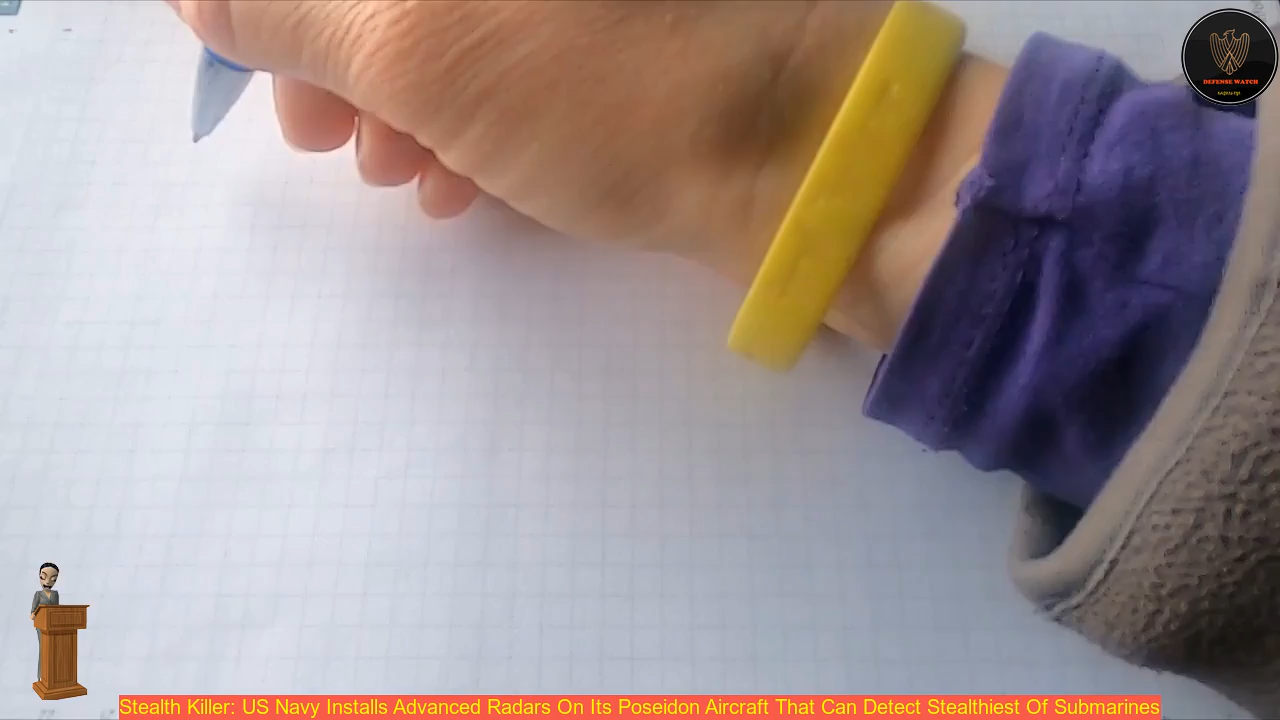 DEFENSE WATCH
Stealth Killer: US Navy Installs Advanced Radars On Its Poseidon Aircraft That Can Detect Stealthiest Of Submarines